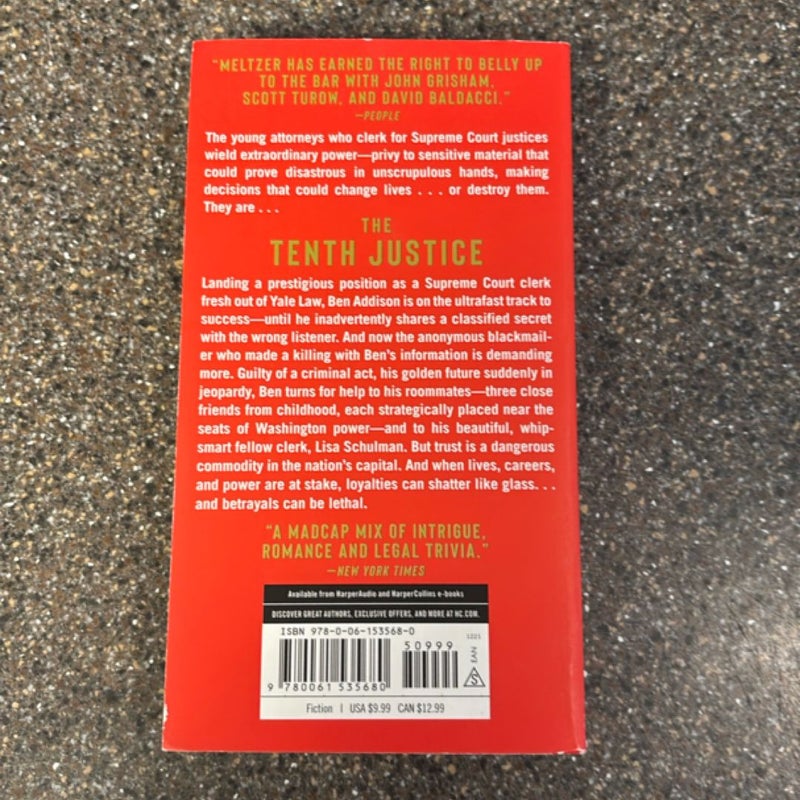 "MELTZER HAS EARNED THE RIGHT TO BELLY UP
TO THE BAR WITH JOHN GRISHAM,
SCOTT TUROW, AND DAVID BALDACCI."
—PEOPLE
The young attorneys who clerk for Supreme Court justices
wield extraordinary power—privy to sensitive material that
could prove disastrous in unscrupulous hands, making
decisions that could change lives . . . or destroy them.
They are . . .
THE
TENTH JUSTICE
Landing a prestigious position as a Supreme Court clerk
fresh out of Yale Law, Ben Addison is on the ultrafast track to
success—until he inadvertently shares a classified secret
with the wrong listener. And now the anonymous blackmail-
er who made a killing with Ben's information is demanding
more. Guilty of a criminal act, his golden future suddenly in
jeopardy, Ben turns for help to his roommates—three close
friends from childhood, each strategically placed near the
seats of Washington power—and to his beautiful, whip-
smart fellow clerk, Lisa Schulman. But trust is a dangerous
commodity in the nation's capital. And when lives, careers,
and power are at stake, loyalties can shatter like glass. . .
and betrayals can be lethal.
"A MADCAP MIX OF INTRIGUE,
ROMANCE AND LEGAL TRIVIA."
—NEW YORK TIMES
Available from HarperAudio and HarperCollins e-books
DISCOVER GREAT AUTHORS, EXCLUSIVE OFFERS, AND MORE AT HC.COM.
ISBN 978-0-06-153568-0
50999
1221
EAN
S
9 780061 535680
Fiction | USA $9.99 CAN $12.99